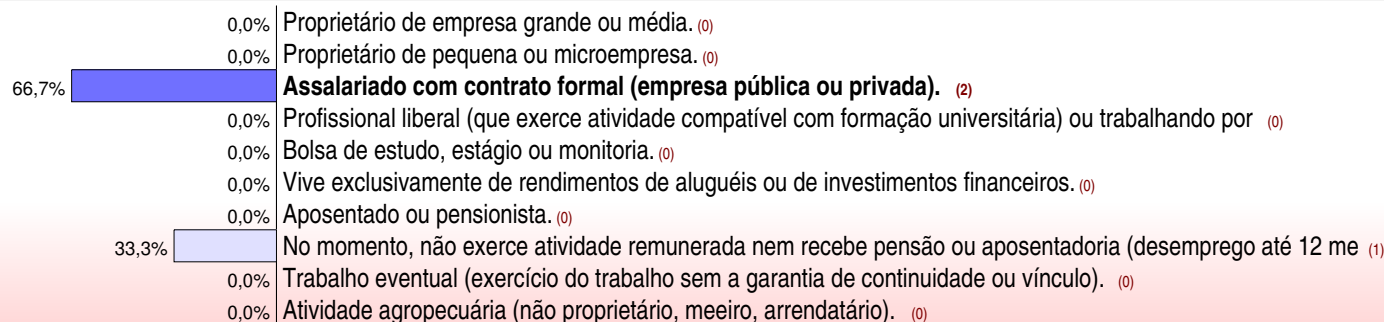 0,0% Proprietário de empresa grande ou média. (0)
0,0% Proprietário de pequena ou microempresa. (0)
66,7% Assalariado com contrato formal (empresa pública ou privada). (2)
0,0% Profissional liberal (que exerce atividade compatível com formação universitária) ou trabalhando por (0)
0,0% Bolsa de estudo, estágio ou monitoria. (0)
0,0% Vive exclusivamente de rendimentos de aluguéis ou de investimentos financeiros. (0)
0,0% Aposentado ou pensionista. (0)
33,3% No momento, não exerce atividade remunerada nem recebe pensão ou aposentadoria (desemprego até 12 me (1)
0,0% Trabalho eventual (exercício do trabalho sem a garantia de continuidade ou vínculo). (0)
0,0% Atividade agropecuária (não proprietário, meeiro, arrendatário). (0)